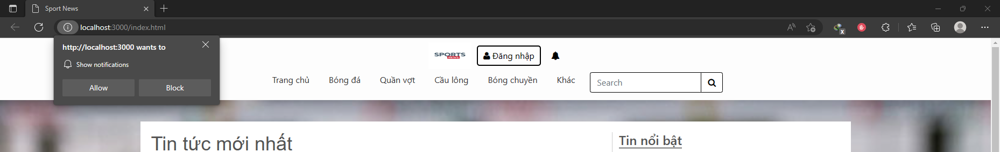 Sport News
localhost:3000/index.html
http://localhost:3000 wants to
Show notifications
Allow
Block
SPORTS
NEWS
Đăng nhập
Trang chủ
Bóng đá
Quần vợt
Cầu lông
Bóng chuyền
Khác
Search
Tin tức mới nhất
Tin nổi bật